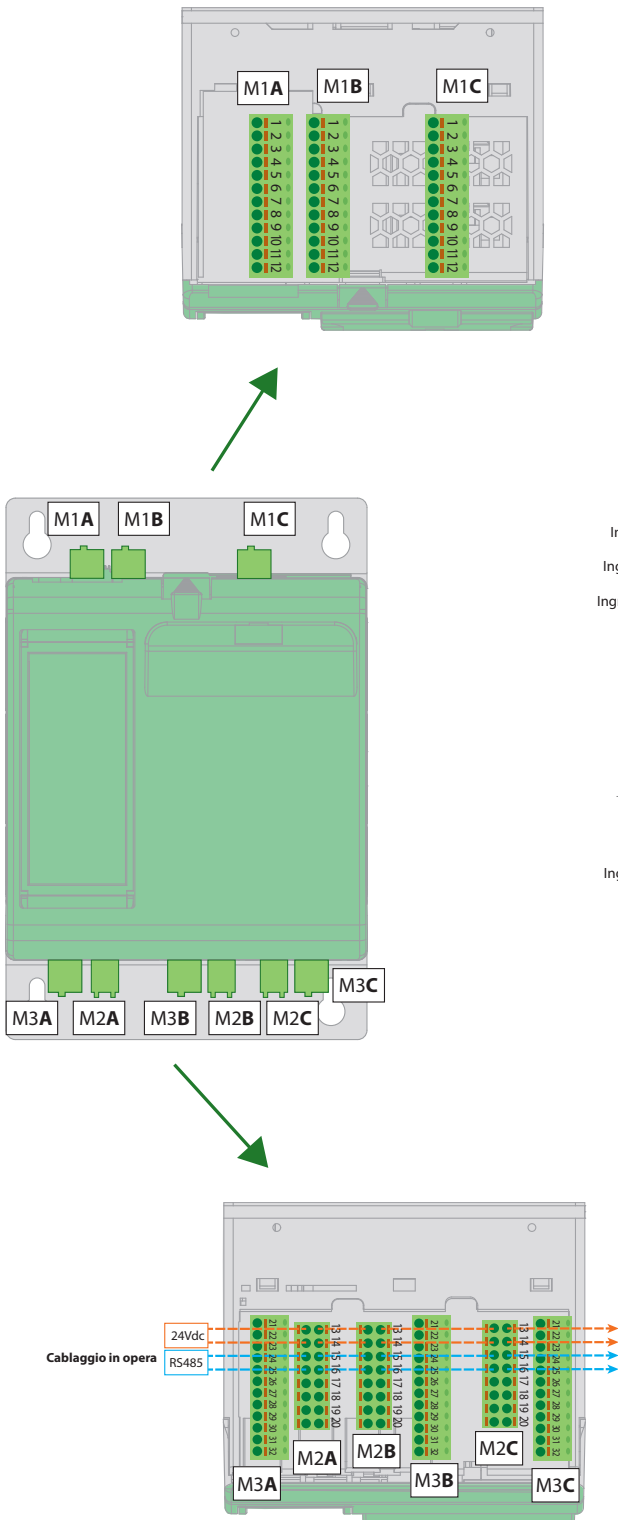 M1A M1B M1C
1 1 1
2 2 2
3 3 3
4 4 4
5 5 5
6 6 6
7 7 7
8 8 8
9 9 9
10 10 10
11 11 11
12 12 12
M1A M1B M1C
In
Ing
Ingr
Ing
M3A M2A M3B M2B M2C M3C
24Vdc
Cablaggio in opera RS485
21 22 23 24 25 26 27 28 29 30 31 32
13 14 15 16 17 18 19 20
13 14 15 16 17 18 19 20
21 22 23 24 25 26 27 28 29 30 31 32
13 14 15 16 17 18 19 20
21 22 23 24 25 26 27 28 29 30 31 32
M3A M2A M2B M3B M2C M3C